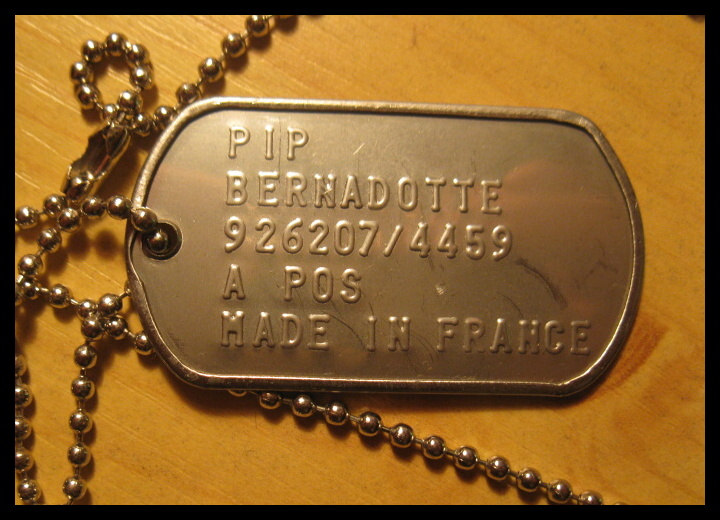 PIP
BERNADOTTE
926207/4459
A POS
MADE IN FRANCE